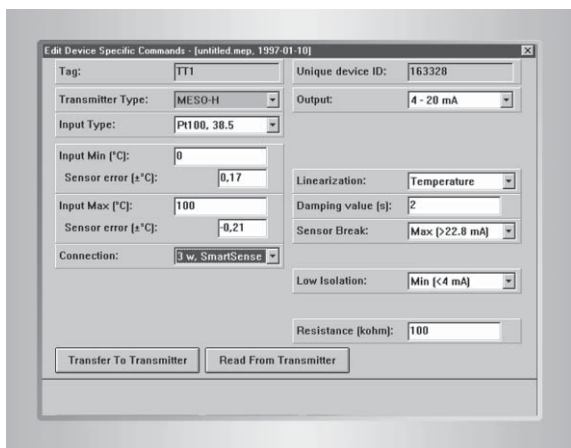 Edit Device Specific Commands - [untitled.mep, 1997-01-10]
Tag: TT1
Unique device ID: 163328
Transmitter Type: MESO-H
Output: 4 - 20 mA
Input Type: Pt100, 38.5
Input Min (°C): 0
Sensor error (±°C): 0,17
Linearization: Temperature
Input Max (°C): 100
Damping value (s): 2
Sensor error (±°C): -0,21
Sensor Break: Max (>22.8 mA)
Connection: 3 w, SmartSense
Low Isolation: Min (<4 mA)
Resistance (kohm): 100
Transfer To Transmitter
Read From Transmitter